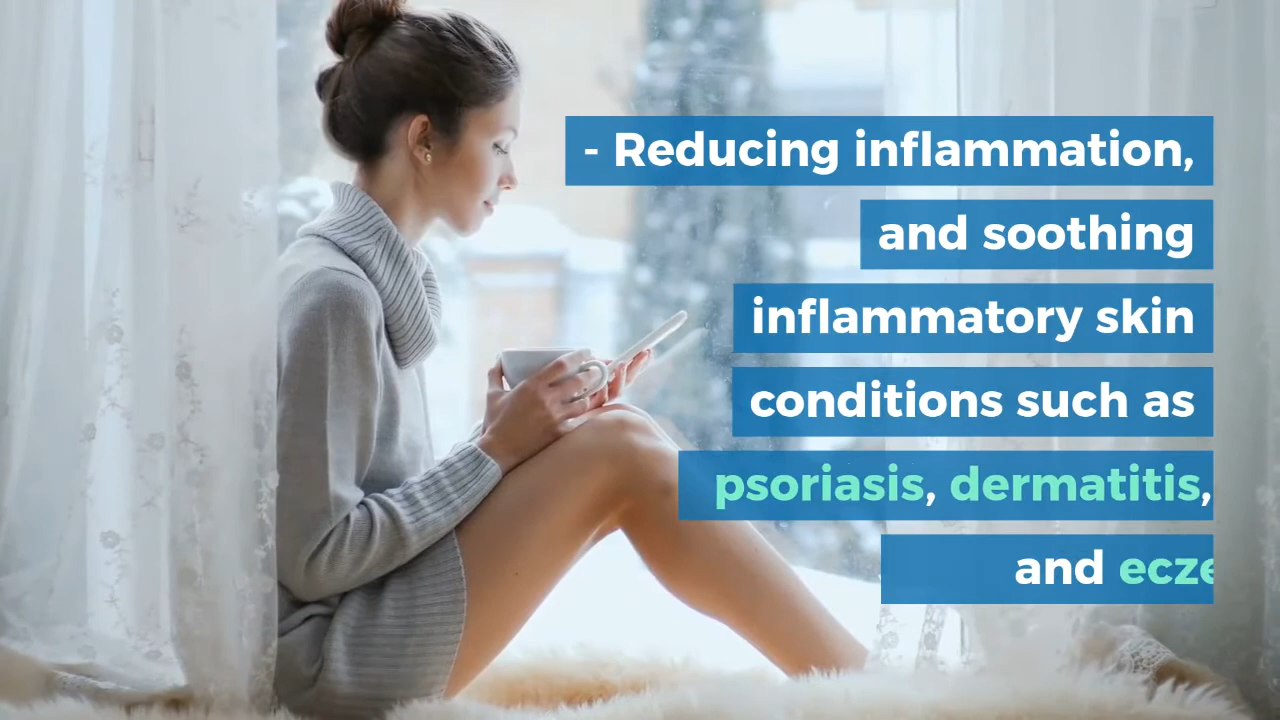 - Reducing inflammation,
and soothing
inflammatory skin
conditions such as
psoriasis, dermatitis,
and ecze